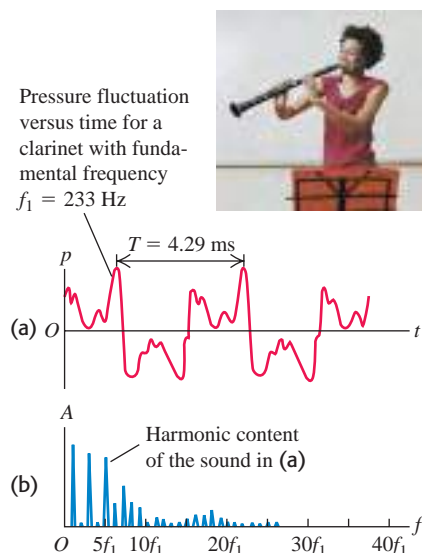 Pressure fluctuation
versus time for a
clarinet with funda-
mental frequency
f₁ = 233 Hz
T = 4.29 ms
p
(a)
O
t
A
Harmonic content
of the sound in (a)
(b)
f
O 5f₁ 10f₁ 20f₁ 30f₁ 40f₁